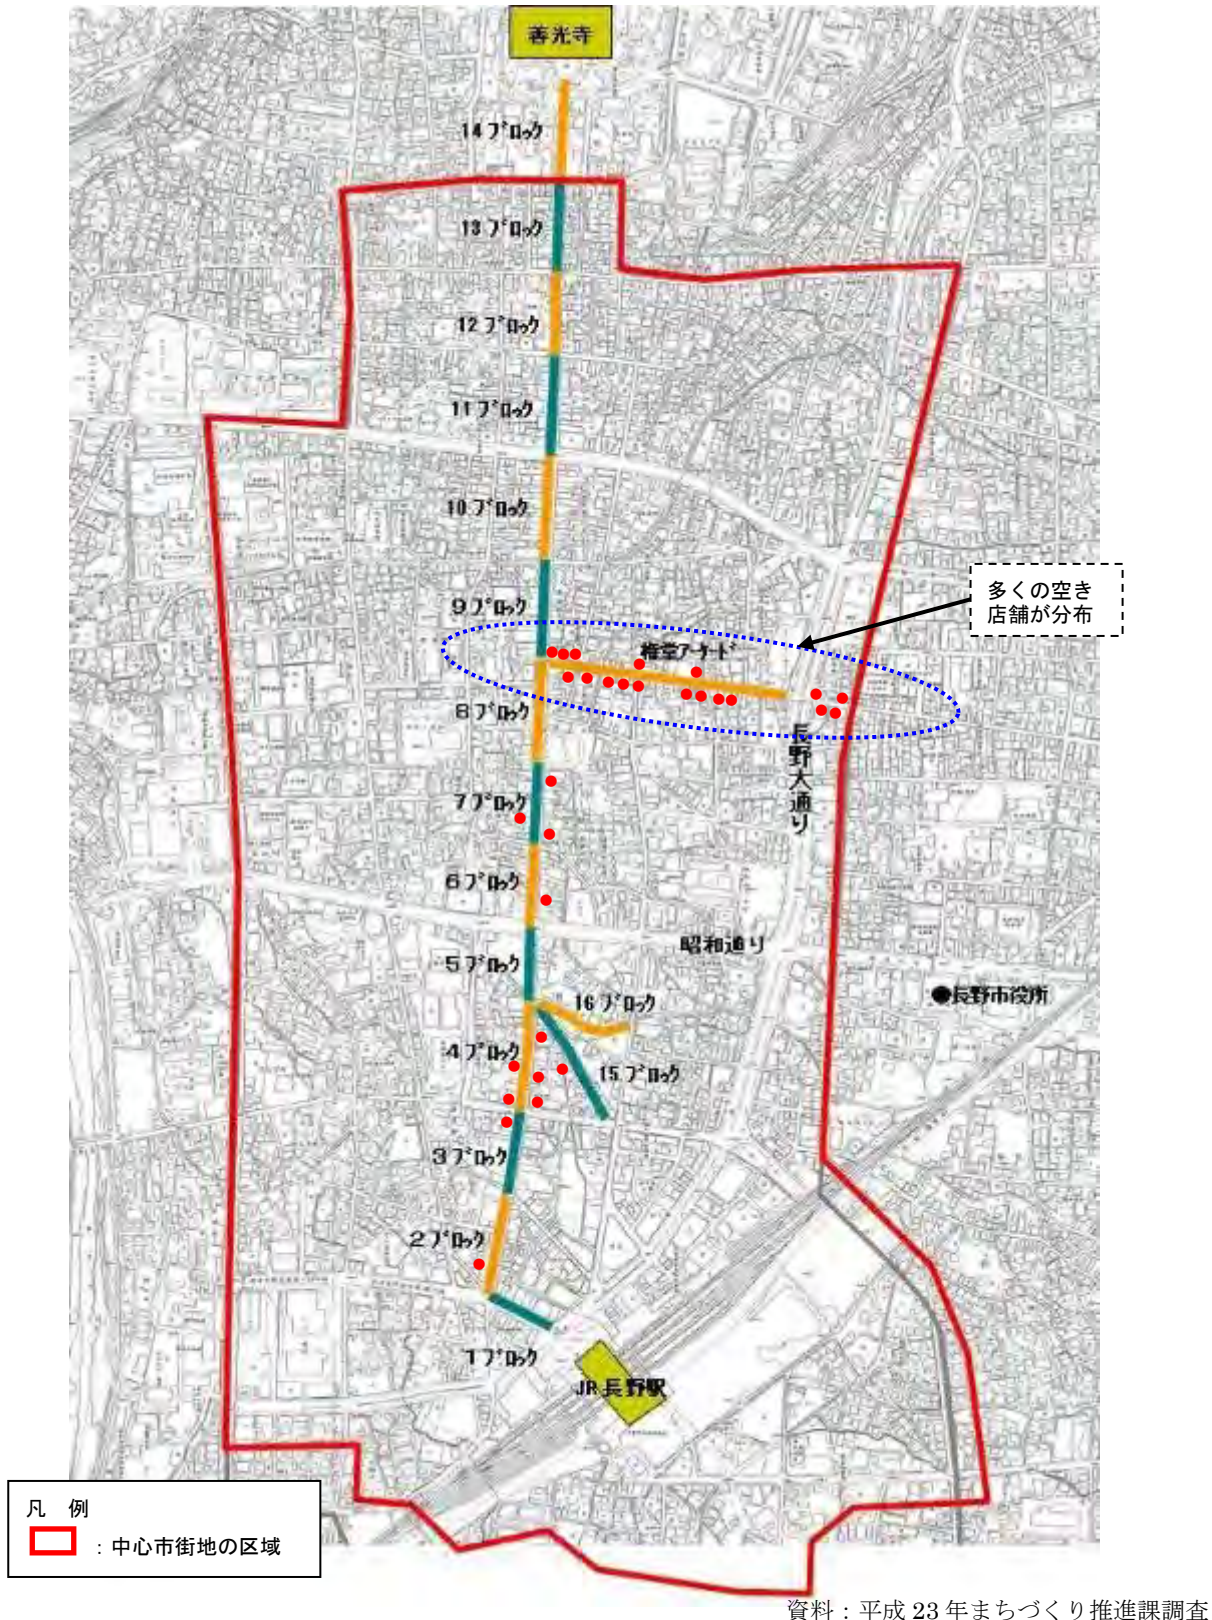 善光寺
14ブロック
13ブロック
12ブロック
11ブロック
10ブロック
9ブロック
多くの空き
店舗が分布
権堂アーケード
8ブロック
長野大通り
7ブロック
6ブロック
昭和通り
5ブロック
●長野市役所
16ブロック
4ブロック
15ブロック
3ブロック
2ブロック
1ブロック
JR長野駅
凡 例
：中心市街地の区域
資料：平成23年まちづくり推進課調査